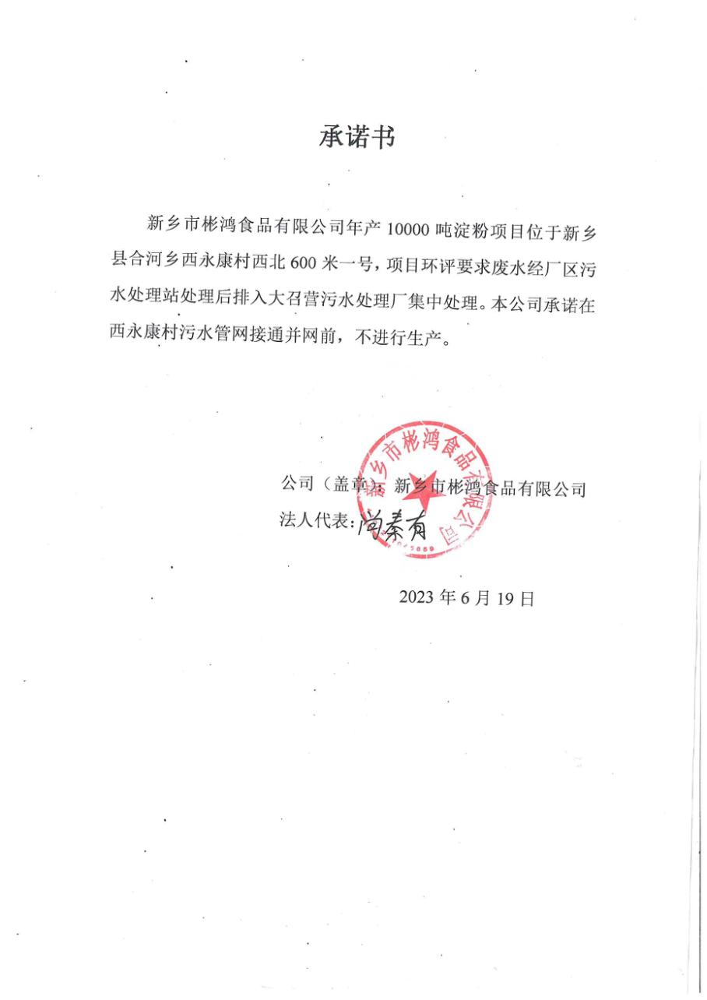 承诺书
新乡市彬鸿食品有限公司年产 10000 吨淀粉项目位于新乡
县合河乡西永康村西北 600 米一号，项目环评要求废水经厂区污
水处理站处理后排入大召营污水处理厂集中处理。本公司承诺在
西永康村污水管网接通并网前，不进行生产。
新乡市彬鸿食品有限公司
公司（盖章）：新乡市彬鸿食品有限公司
法人代表：尚秦有
2023 年 6 月 19 日